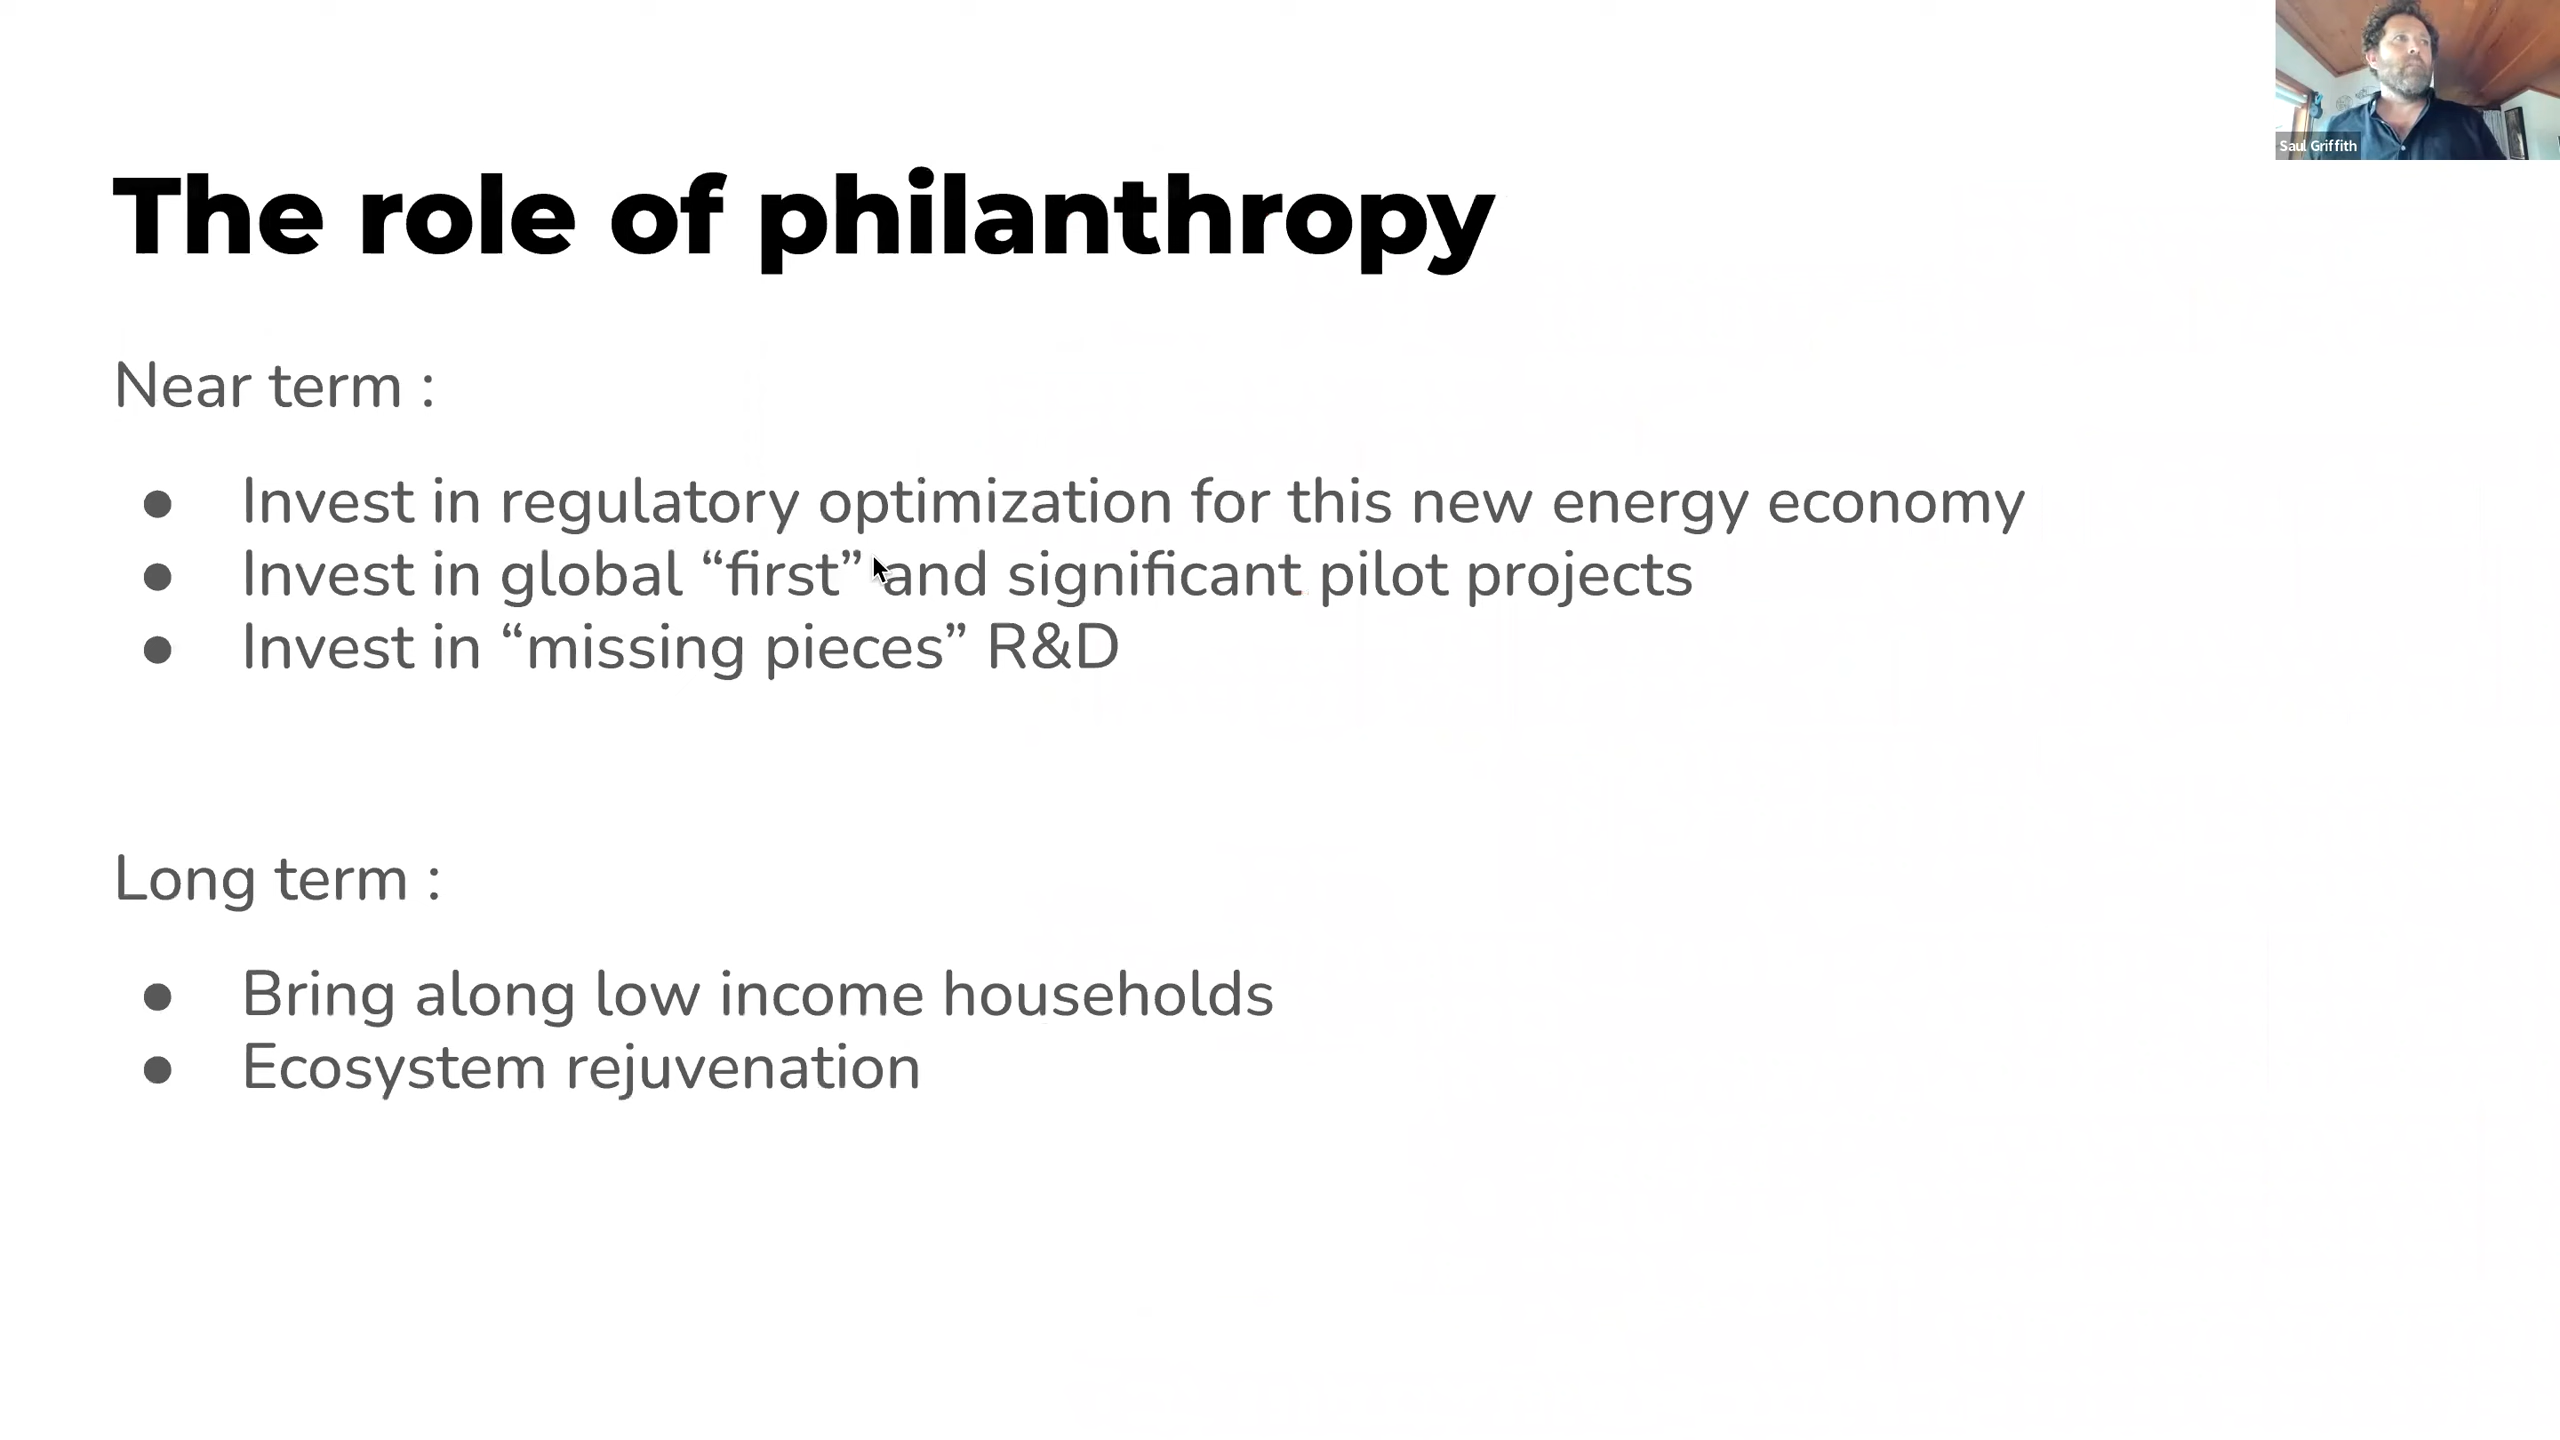 Saul Griffith
The role of philanthropy
Near term :
● Invest in regulatory optimization for this new energy economy
● Invest in global “first” and significant pilot projects
● Invest in “missing pieces” R&D
Long term :
● Bring along low income households
● Ecosystem rejuvenation